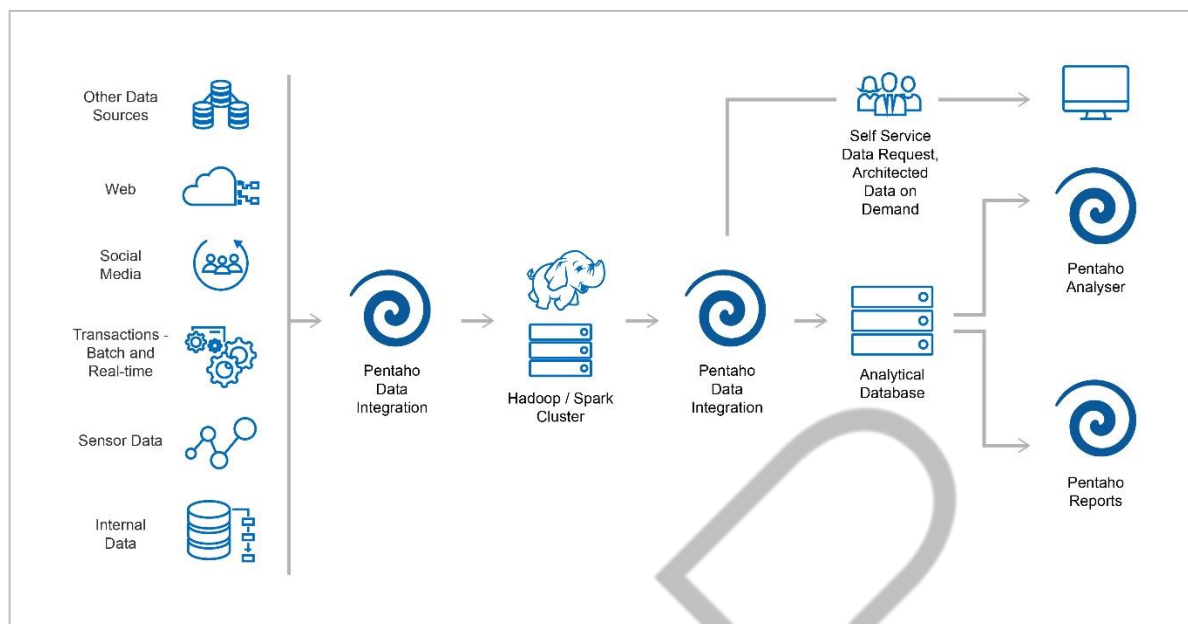 Other Data
Sources
Web
Social
Media
Transactions -
Batch and
Real-time
Sensor Data
Internal
Data
Pentaho
Data
Integration
Hadoop / Spark
Cluster
Pentaho
Data
Integration
Self Service
Data Request,
Architected
Data on
Demand
Analytical
Database
Pentaho
Analyser
Pentaho
Reports